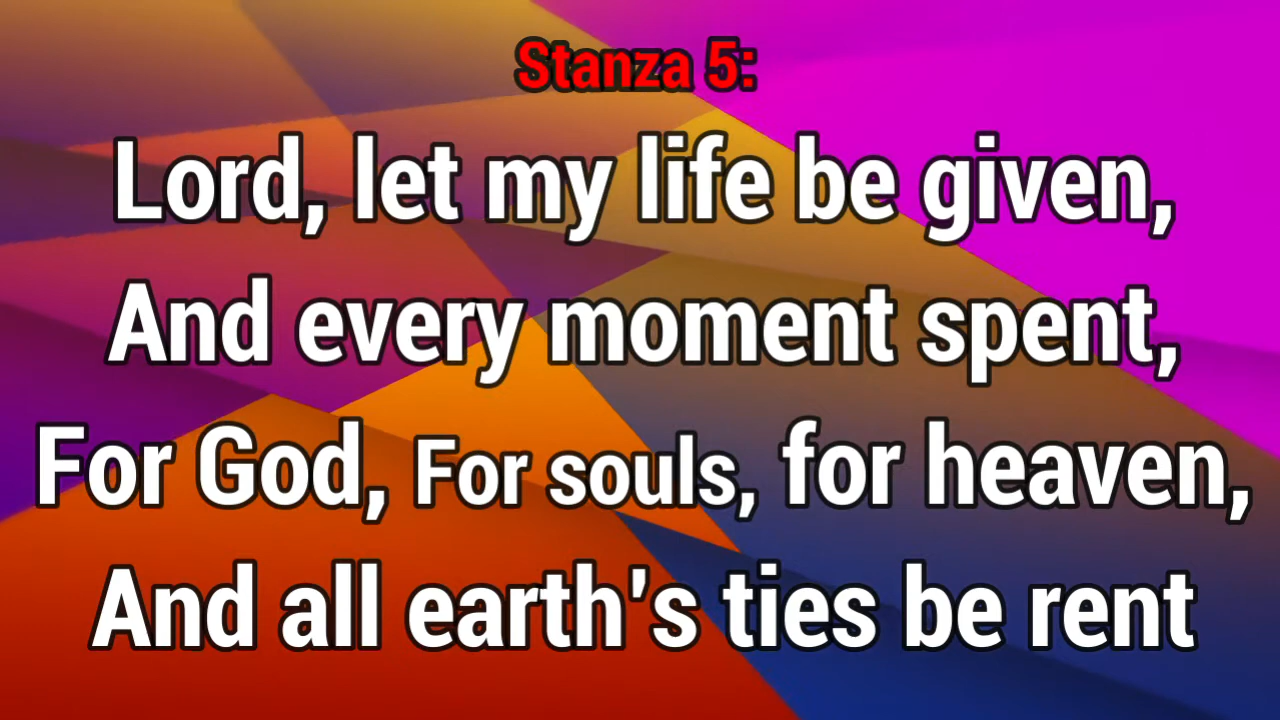 Stanza 5:
Lord, let my life be given,
And every moment spent,
For God, For souls, for heaven,
And all earth's ties be rent